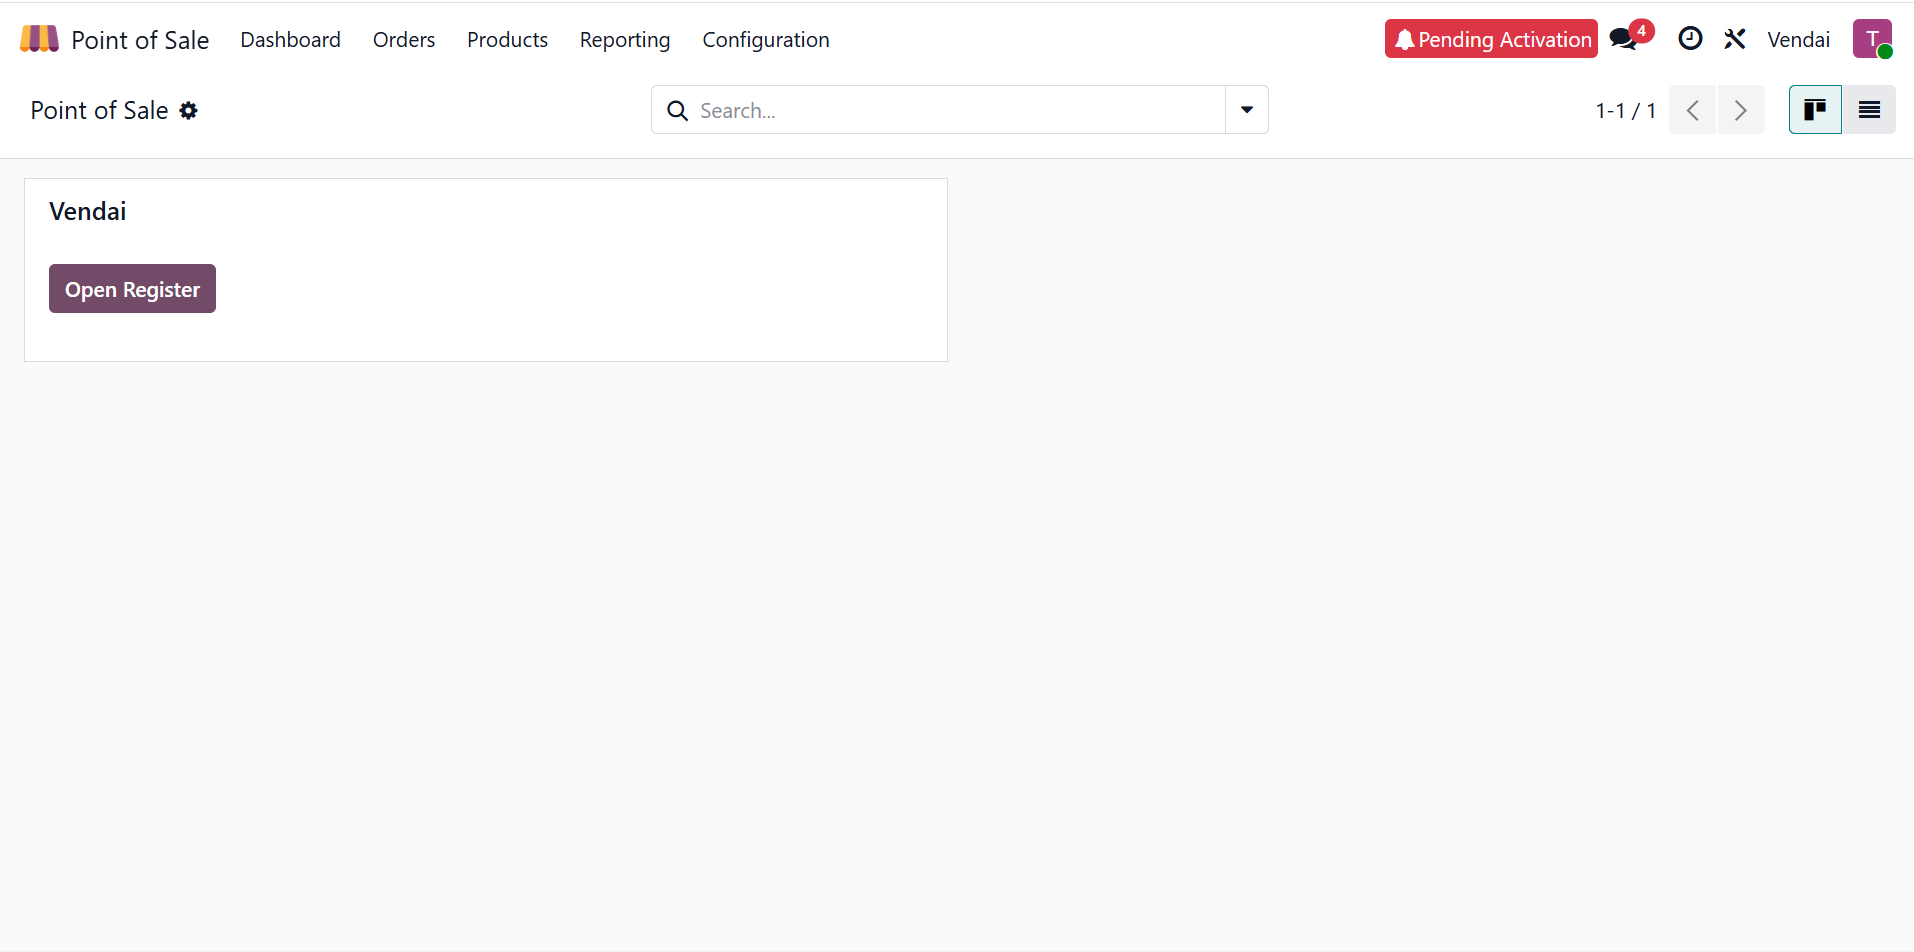 Point of Sale Dashboard Orders Products Reporting Configuration Pending Activation 4 Vendai T
Point of Sale Search... 1-1 / 1
Vendai
Open Register